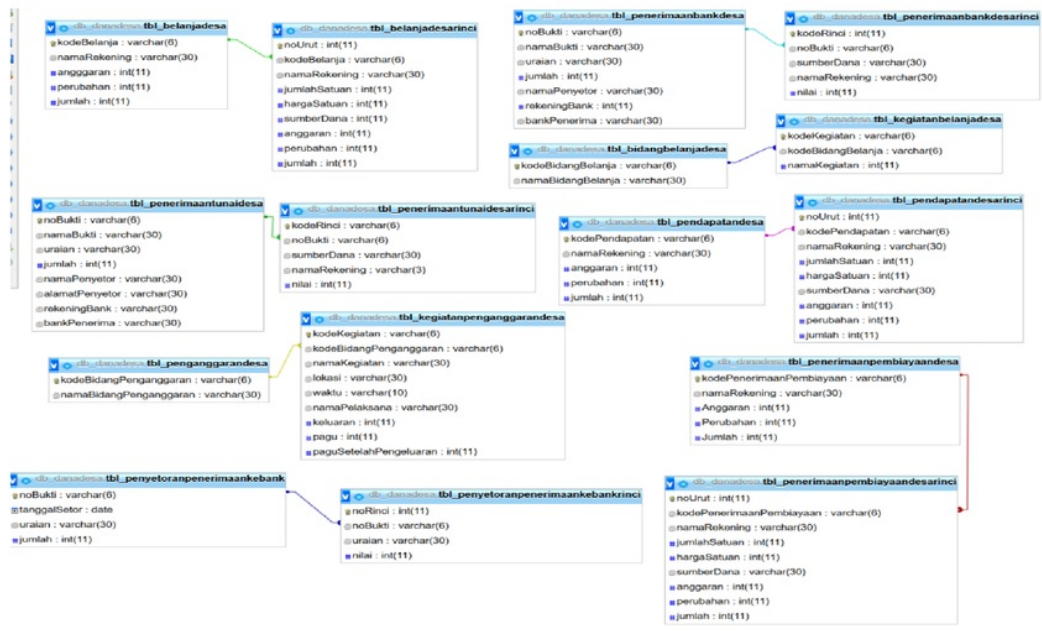 db_danadesa.tbl_belanjadesa
kodeBelanja : varchar(6)
namaRekening : varchar(30)
angggaran : int(11)
perubahan : int(11)
jumlah : int(11)
db_danadesa.tbl_belanjadesarinci
noUrut : int(11)
kodeBelanja : varchar(6)
namaRekening : varchar(30)
jumlahSatuan : int(11)
hargaSatuan : int(11)
sumberDana : int(11)
anggaran : int(11)
perubahan : int(11)
jumlah : int(11)
db_danadesa.tbl_penerimaanbankdesa
noBukti : varchar(6)
namaBukti : varchar(30)
uraian : varchar(30)
jumlah : int(11)
namaPenyetor : varchar(30)
rekeningBank : int(11)
bankPenerima : varchar(30)
db_danadesa.tbl_penerimaanbankdesarinci
kodeRinci : int(11)
noBukti : varchar(6)
sumberDana : varchar(30)
namaRekening : varchar(30)
nilai : int(11)
db_danadesa.tbl_bidangbelanjadesa
kodeBidangBelanja : varchar(6)
namaBidangBelanja : varchar(30)
db_danadesa.tbl_kegiatanbelanjadesa
kodeKegiatan : varchar(6)
kodeBidangBelanja : varchar(6)
namaKegiatan : int(11)
db_danadesa.tbl_penerimaantunaidesa
noBukti : varchar(6)
namaBukti : varchar(30)
uraian : varchar(30)
jumlah : int(11)
namaPenyetor : varchar(30)
alamatPenyetor : varchar(30)
rekeningBank : varchar(30)
bankPenerima : varchar(30)
db_danadesa.tbl_penerimaantunaidesarinci
kodeRinci : varchar(6)
noBukti : varchar(6)
sumberDana : varchar(30)
namaRekening : varchar(3)
nilai : int(11)
db_danadesa.tbl_pendapatandesa
kodePendapatan : varchar(6)
namaRekening : varchar(30)
anggaran : int(11)
perubahan : int(11)
jumlah : int(11)
db_danadesa.tbl_pendapatandesarinci
noUrut : int(11)
kodePendapatan : varchar(6)
namaRekening : varchar(30)
jumlahSatuan : int(11)
hargaSatuan : int(11)
sumberDana : varchar(30)
anggaran : int(11)
perubahan : int(11)
jumlah : int(11)
db_danadesa.tbl_penganggarandesa
kodeBidangPenganggaran : varchar(6)
namaBidangPenganggaran : varchar(30)
db_danadesa.tbl_kegiatanpenganggarandesa
kodeKegiatan : varchar(6)
kodeBidangPenganggaran : varchar(6)
namaKegiatan : varchar(30)
lokasi : varchar(30)
waktu : varchar(10)
namaPelaksana : varchar(30)
keluaran : int(11)
pagu : int(11)
paguSetelahPengeluaran : int(11)
db_danadesa.tbl_penerimaanpembiayaandesa
kodePenerimaanPembiayaan : varchar(6)
namaRekening : varchar(30)
Anggaran : int(11)
Perubahan : int(11)
Jumlah : int(11)
db_danadesa.tbl_penyetoranpenerimaankebank
noBukti : varchar(6)
tanggalSetor : date
uraian : varchar(30)
jumlah : int(11)
db_danadesa.tbl_penyetoranpenerimaankebankrinci
noRinci : int(11)
noBukti : varchar(6)
uraian : varchar(30)
nilai : int(11)
db_danadesa.tbl_penerimaanpembiayaandesarinci
noUrut : int(11)
kodePenerimaanPembiayaan : varchar(6)
namaRekening : varchar(30)
jumlahSatuan : int(11)
hargaSatuan : int(11)
sumberDana : varchar(30)
anggaran : int(11)
perubahan : int(11)
jumlah : int(11)